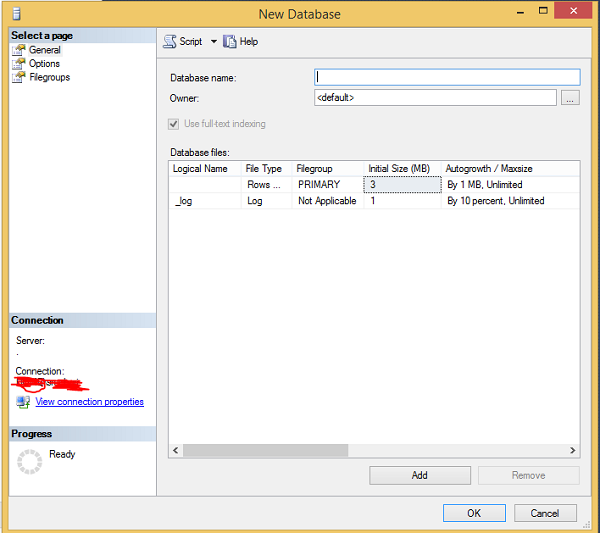 New Database
Select a page
General
Options
Filegroups
Script Help
Database name:
Owner: <default> ...
Use full-text indexing
Database files:
Logical Name File Type Filegroup Initial Size (MB) Autogrowth / Maxsize
Rows ... PRIMARY 3 By 1 MB, Unlimited
_log Log Not Applicable 1 By 10 percent, Unlimited
Connection
Server:
.
Connection:
View connection properties
Progress
Ready
Add Remove
OK Cancel